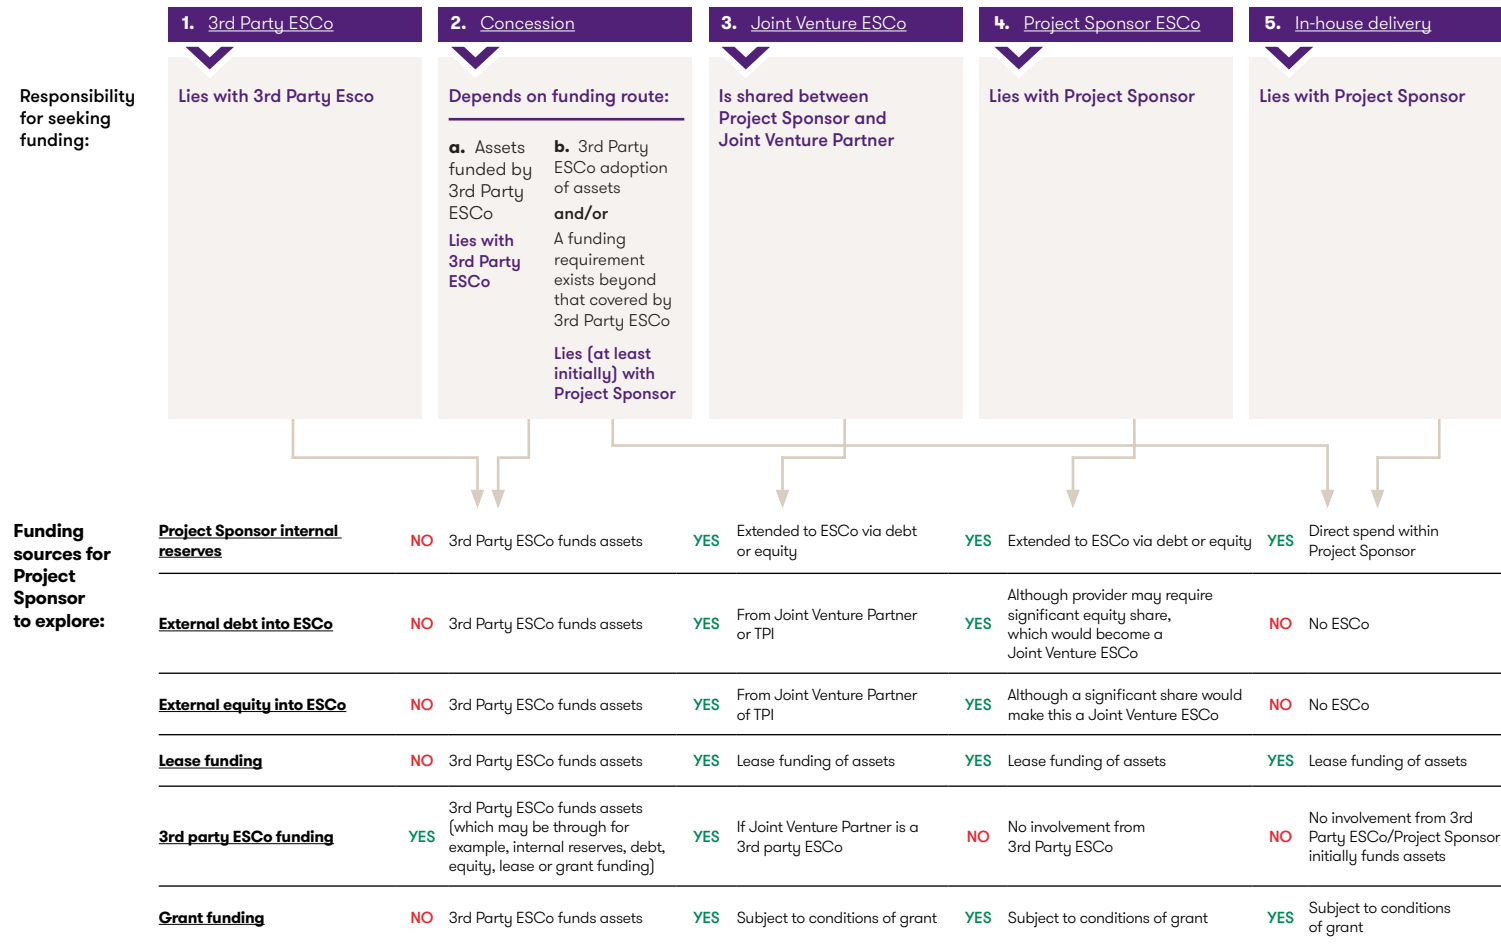 1. 3rd Party ESCo
2. Concession
3. Joint Venture ESCo
4. Project Sponsor ESCo
5. In-house delivery
Responsibility
for seeking
funding:
Lies with 3rd Party Esco
Depends on funding route:
a. Assets
funded by
3rd Party
ESCo
Lies with
3rd Party
ESCo
b. 3rd Party
ESCo adoption
of assets
and/or
A funding
requirement
exists beyond
that covered by
3rd Party ESCo
Lies (at least
initially) with
Project Sponsor
Is shared between
Project Sponsor and
Joint Venture Partner
Lies with Project Sponsor
Lies with Project Sponsor
Funding
sources for
Project
Sponsor
to explore:
Project Sponsor internal
reserves
NO 3rd Party ESCo funds assets
YES Extended to ESCo via debt
or equity
YES Extended to ESCo via debt or equity
YES Direct spend within
Project Sponsor
External debt into ESCo
NO 3rd Party ESCo funds assets
YES From Joint Venture Partner
or TPI
YES Although provider may require
significant equity share,
which would become a
Joint Venture ESCo
NO No ESCo
External equity into ESCo
NO 3rd Party ESCo funds assets
YES From Joint Venture Partner
of TPI
YES Although a significant share would
make this a Joint Venture ESCo
NO No ESCo
Lease funding
NO 3rd Party ESCo funds assets
YES Lease funding of assets
YES Lease funding of assets
YES Lease funding of assets
3rd party ESCo funding
YES 3rd Party ESCo funds assets
(which may be through for
example, internal reserves, debt,
equity, lease or grant funding)
YES If Joint Venture Partner is a
3rd party ESCo
NO No involvement from
3rd Party ESCo
NO No involvement from 3rd
Party ESCo/Project Sponsor
initially funds assets
Grant funding
NO 3rd Party ESCo funds assets
YES Subject to conditions of grant
YES Subject to conditions of grant
YES Subject to conditions
of grant